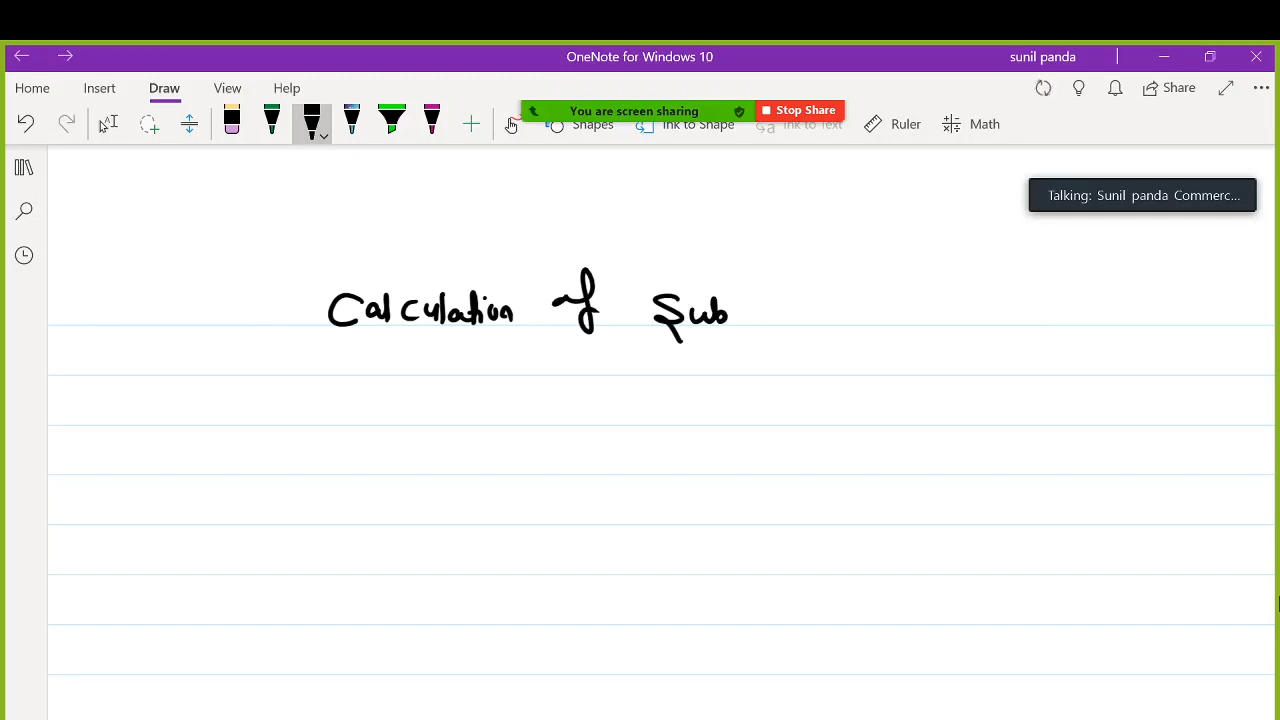 OneNote for Windows 10
sunil panda
Home Insert Draw View Help
Share
You are screen sharing
Stop Share
Shapes Ink to Shape Ink to Text Ruler Math
Talking: Sunil panda Commerc...
Calculation of Sub